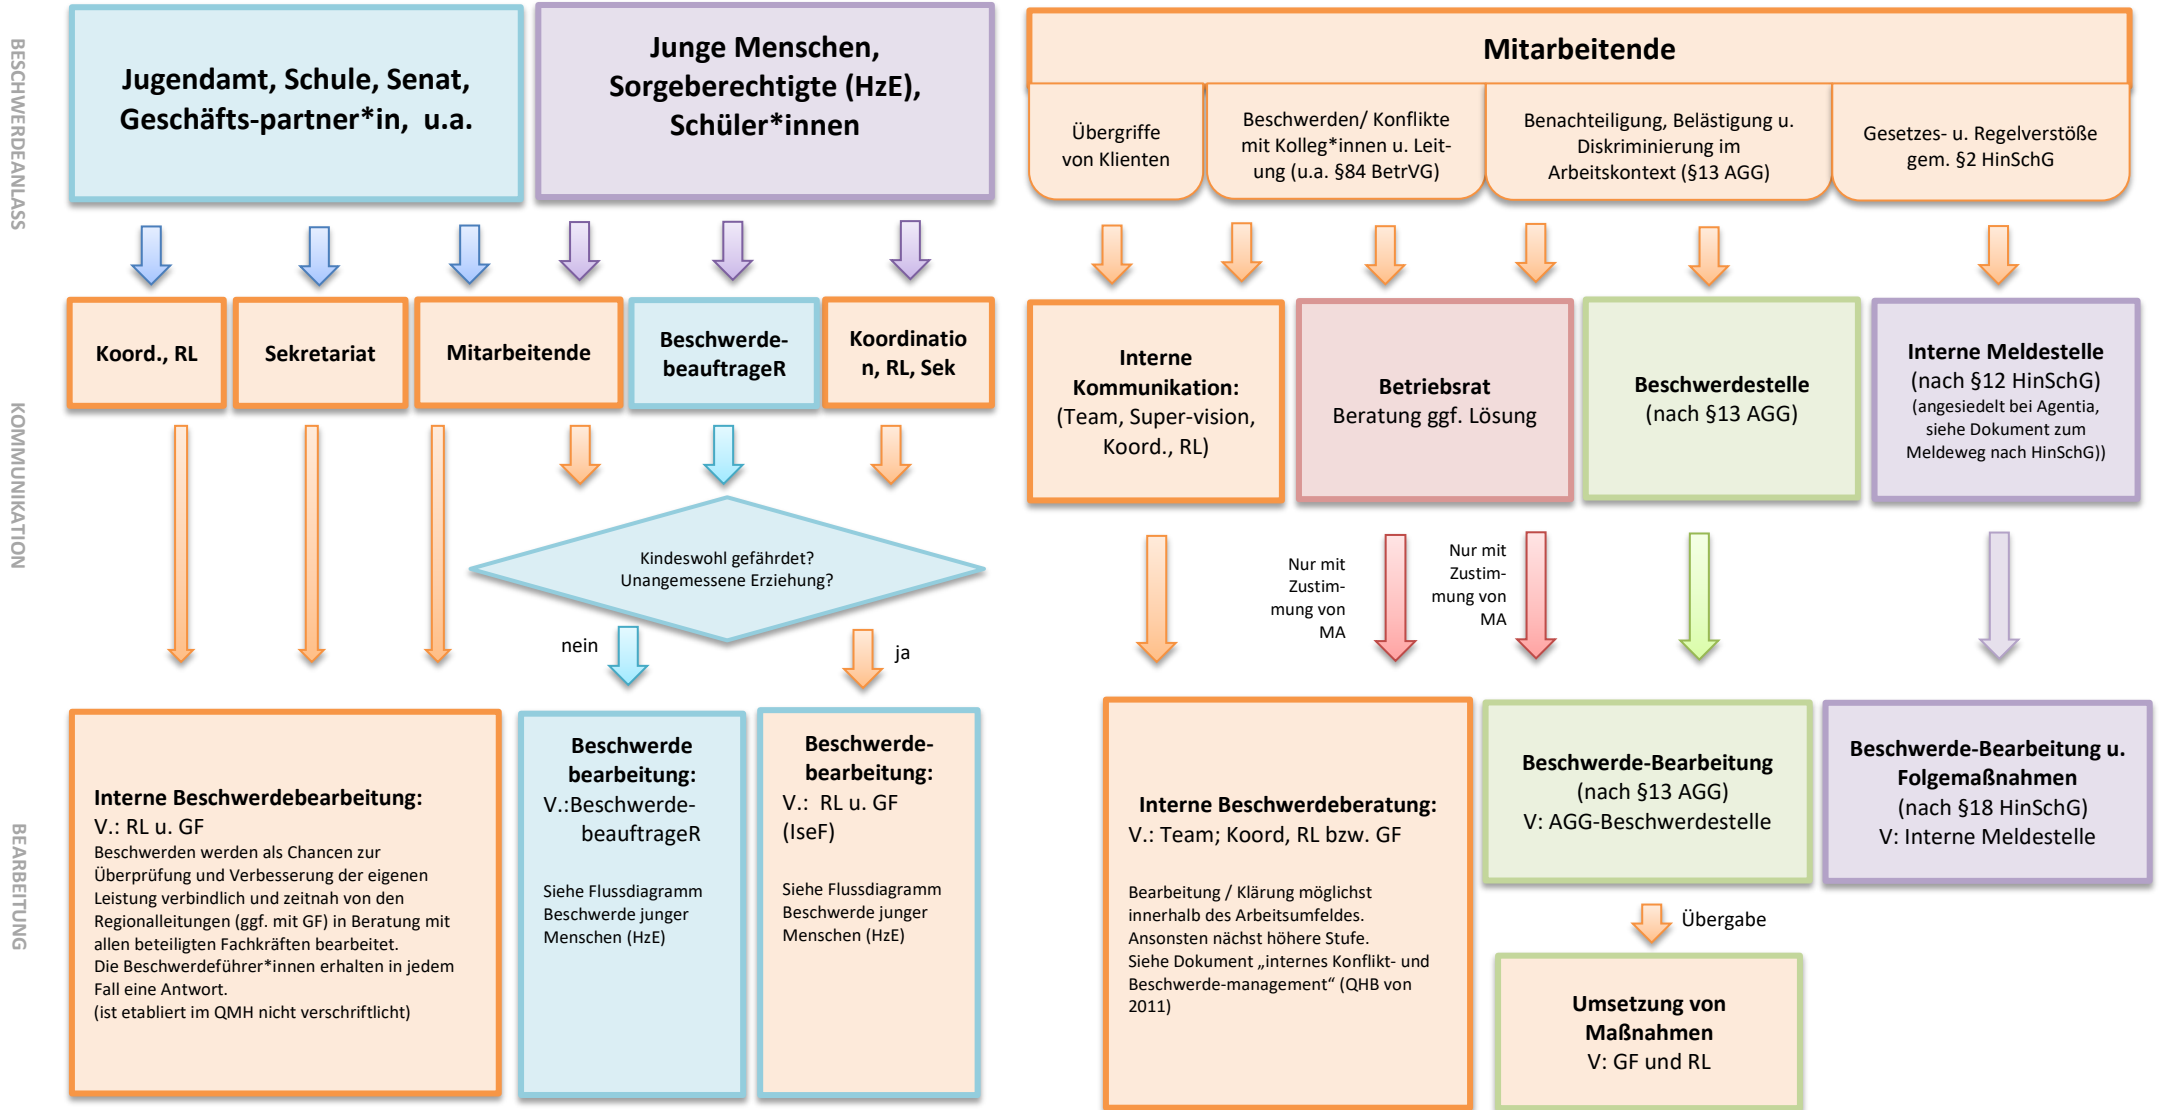 BESCHWERDEANLASS
Jugendamt, Schule, Senat,
Geschäfts-partner*in, u.a.
Junge Menschen,
Sorgeberechtigte (HzE),
Schüler*innen
Mitarbeitende
Übergriffe
von Klienten
Beschwerden/ Konflikte
mit Kolleg*innen u. Leit-
ung (u.a. §84 BetrVG)
Benachteiligung, Belästigung u.
Diskriminierung im
Arbeitskontext (§13 AGG)
Gesetzes- u. Regelverstöße
gem. §2 HinSchG
KOMMUNIKATION
Koord., RL
Sekretariat
Mitarbeitende
Beschwerde-
beauftrageR
Koordinatio
n, RL, Sek
Interne
Kommunikation:
(Team, Super-vision,
Koord., RL)
Betriebsrat
Beratung ggf. Lösung
Beschwerdestelle
(nach §13 AGG)
Interne Meldestelle
(nach §12 HinSchG)
(angesiedelt bei Agentia,
siehe Dokument zum
Meldeweg nach HinSchG))
Kindeswohl gefährdet?
Unangemessene Erziehung?
nein
ja
Nur mit
Zustim-
mung von
MA
Nur mit
Zustim-
mung von
MA
BEARBEITUNG
Interne Beschwerdebearbeitung:
V.: RL u. GF
Beschwerden werden als Chancen zur
Überprüfung und Verbesserung der eigenen
Leistung verbindlich und zeitnah von den
Regionalleitungen (ggf. mit GF) in Beratung mit
allen beteiligten Fachkräften bearbeitet.
Die Beschwerdeführer*innen erhalten in jedem
Fall eine Antwort.
(ist etabliert im QMH nicht verschriftlicht)
Beschwerde
bearbeitung:
V.:Beschwerde-
beauftrageR
Siehe Flussdiagramm
Beschwerde junger
Menschen (HzE)
Beschwerde-
bearbeitung:
V.: RL u. GF
(IseF)
Siehe Flussdiagramm
Beschwerde junger
Menschen (HzE)
Interne Beschwerdeberatung:
V.: Team; Koord, RL bzw. GF
Bearbeitung / Klärung möglichst
innerhalb des Arbeitsumfeldes.
Ansonsten nächst höhere Stufe.
Siehe Dokument „internes Konflikt- und
Beschwerde-management“ (QHB von
2011)
Beschwerde-Bearbeitung
(nach §13 AGG)
V: AGG-Beschwerdestelle
Übergabe
Umsetzung von
Maßnahmen
V: GF und RL
Beschwerde-Bearbeitung u.
Folgemaßnahmen
(nach §18 HinSchG)
V: Interne Meldestelle